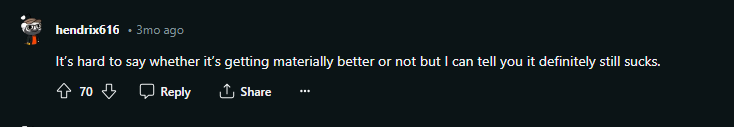 hendrix616 • 3mo ago
It's hard to say whether it's getting materially better or not but I can tell you it definitely still sucks.
70 Reply Share ...